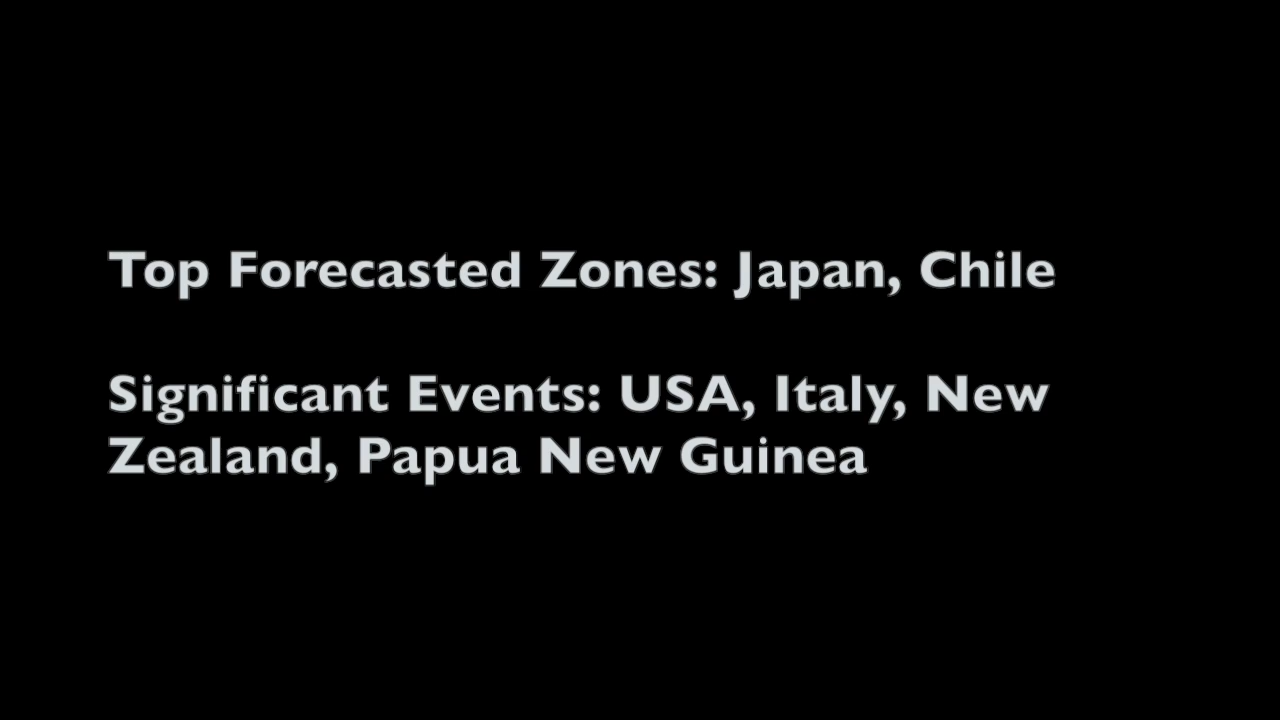 Top Forecasted Zones: Japan, Chile
Significant Events: USA, Italy, New
Zealand, Papua New Guinea